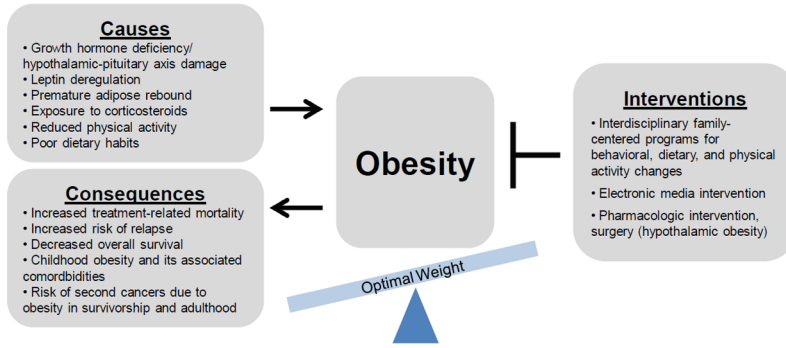 Causes
• Growth hormone deficiency/
hypothalamic-pituitary axis damage
• Leptin deregulation
• Premature adipose rebound
• Exposure to corticosteroids
• Reduced physical activity
• Poor dietary habits
Consequences
• Increased treatment-related mortality
• Increased risk of relapse
• Decreased overall survival
• Childhood obesity and its associated
comordbidities
• Risk of second cancers due to
obesity in survivorship and adulthood
Obesity
Optimal Weight
Interventions
• Interdisciplinary family-
centered programs for
behavioral, dietary, and physical
activity changes
• Electronic media intervention
• Pharmacologic intervention,
surgery (hypothalamic obesity)